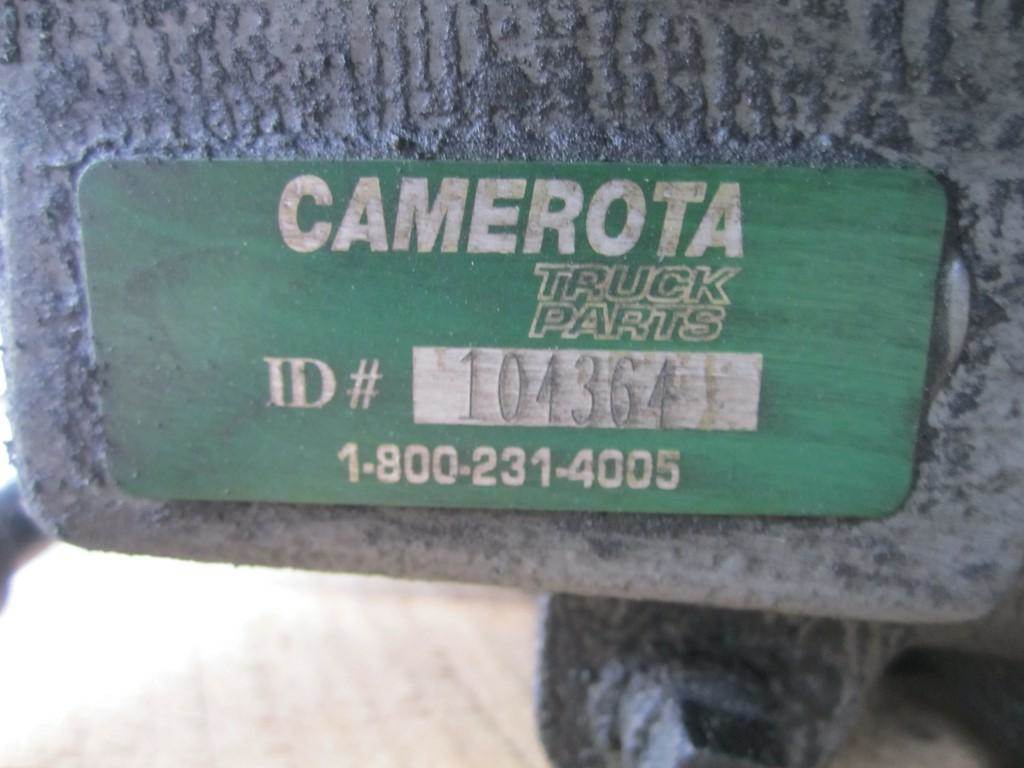 CAMEROTA
TRUCK
PARTS
ID # 104364
1-800-231-4005